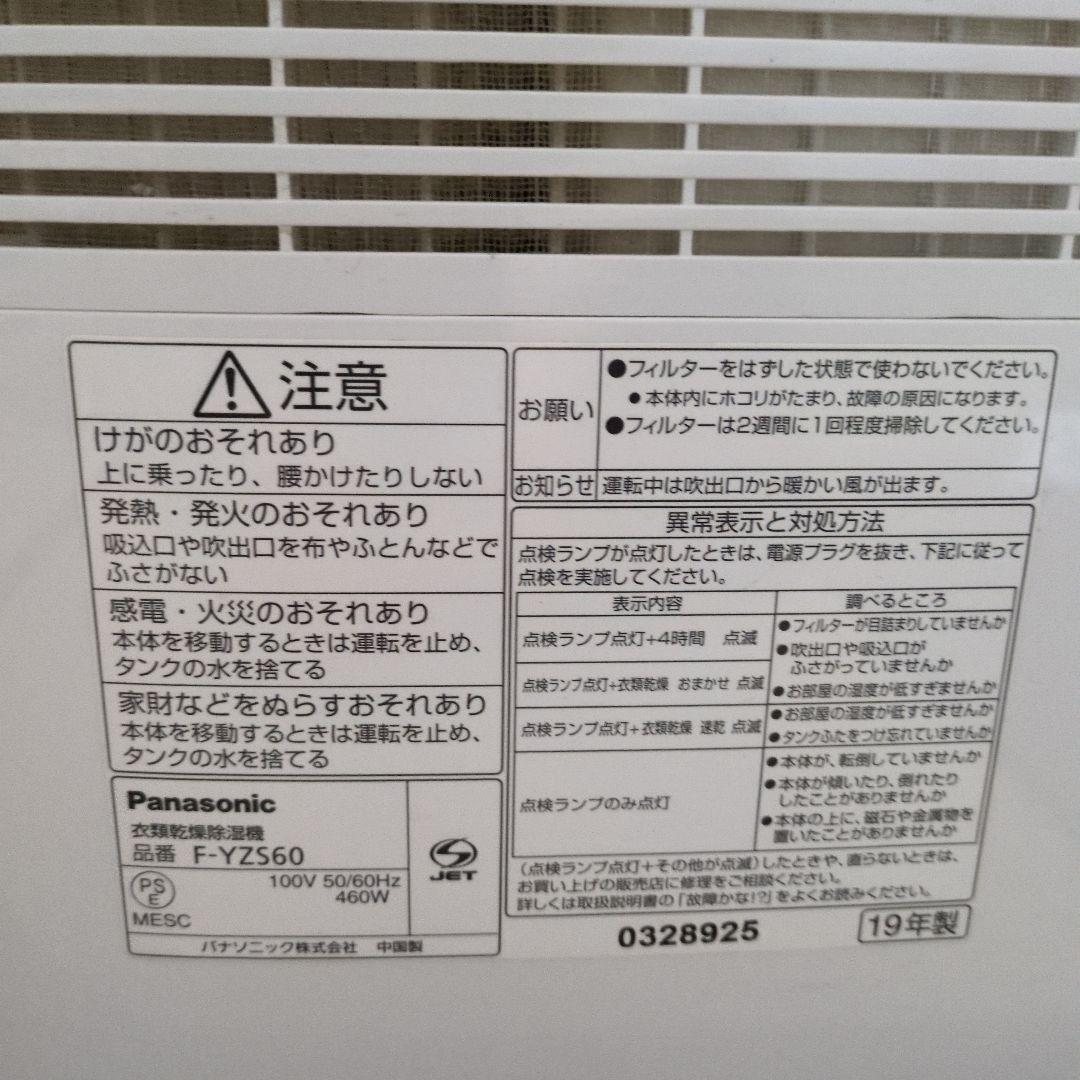 注意
けがのおそれあり
上に乗ったり、腰かけたりしない
発熱・発火のおそれあり
吸込口や吹出口を布やふとんなどで
ふさがない
感電・火災のおそれあり
本体を移動するときは運転を止め、
タンクの水を捨てる
家財などをぬらすおそれあり
本体を移動するときは運転を止め、
タンクの水を捨てる
Panasonic
衣類乾燥除湿機
品番 F-YZS60
PS
E
MESC
100V 50/60Hz
460W
JET
パナソニック株式会社 中国製
お願い
●フィルターをはずした状態で使わないでください。
●本体内にホコリがたまり、故障の原因になります。
●フィルターは2週間に1回程度掃除してください。
お知らせ 運転中は吹出口から暖かい風が出ます。
異常表示と対処方法
点検ランプが点灯したときは、電源プラグを抜き、下記に従って
点検を実施してください。
表示内容 調べるところ
点検ランプ点灯+4時間 点滅
点検ランプ点灯+衣類乾燥 おまかせ 点滅
●フィルターが目詰まりしていませんか
●吹出口や吸込口が
ふさがっていませんか
●お部屋の湿度が低すぎませんか
点検ランプ点灯+衣類乾燥 速乾 点滅
●お部屋の湿度が低すぎませんか
●タンクふたをつけ忘れていませんか
点検ランプのみ点灯
●本体が、転倒していませんか
●本体が傾いたり、倒れたり
したことがありませんか
●本体の上に、磁石や金属物を
置いたことがありませんか
(点検ランプ点灯+その他が点滅)したときや、直らないときは、
お買い上げの販売店に修理をご相談ください。
詳しくは取扱説明書の「故障かな!?」をよくお読みください。
0328925
19年製